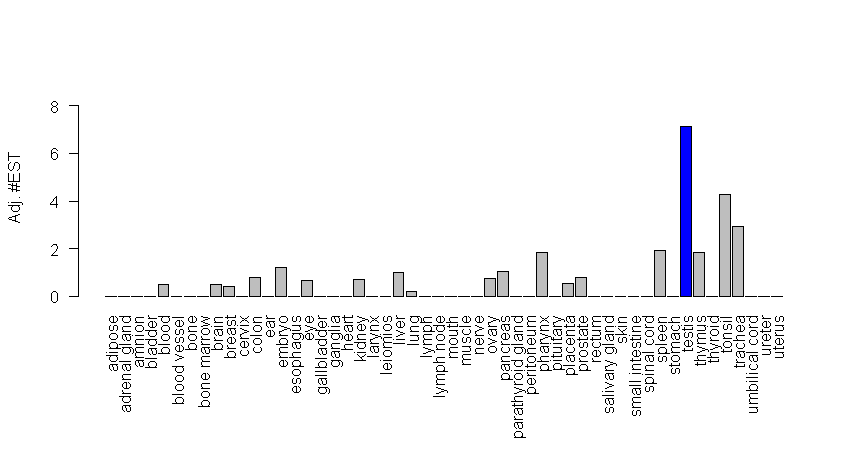 Adj. #EST
8
6
4
2
0
adipose
adrenal gland
amnion
bladder
blood
blood vessel
bone
bone marrow
brain
breast
cervix
colon
ear
embryo
esophagus
eye
gallbladder
ganglia
heart
kidney
larynx
leiomios
liver
lung
lymph
lymph node
mouth
muscle
nerve
ovary
pancreas
parathyroid gland
peritoneum
pharynx
pituitary
placenta
prostate
rectum
salivary gland
skin
small intestine
spinal cord
spleen
stomach
testis
thymus
thyroid
tonsil
trachea
umbilical cord
ureter
uterus